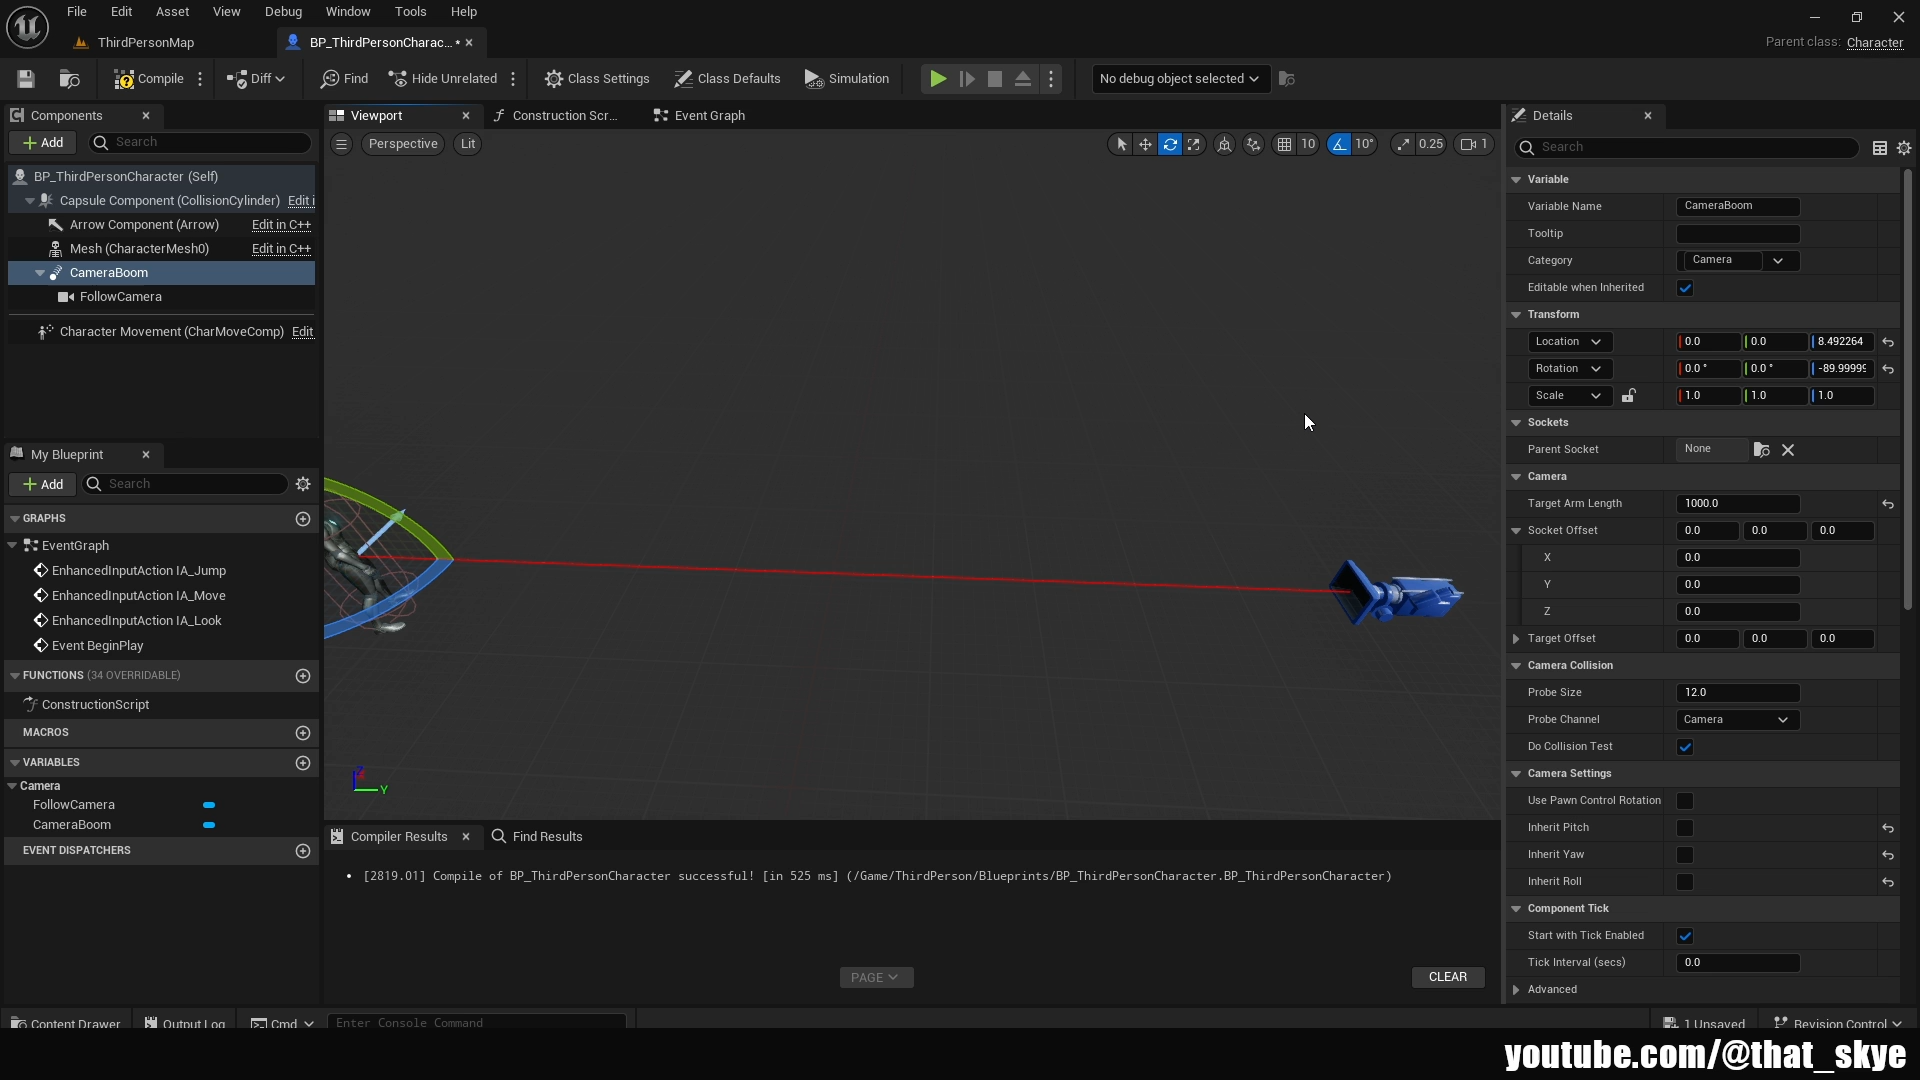 File Edit Asset View Debug Window Tools Help
ThirdPersonMap
BP_ThirdPersonCharac... *
Parent class: Character
Compile
Diff
Find
Hide Unrelated
Class Settings
Class Defaults
Simulation
No debug object selected
Components
Add
Search
BP_ThirdPersonCharacter (Self)
Capsule Component (CollisionCylinder) Edit i
Arrow Component (Arrow) Edit in C++
Mesh (CharacterMesh0) Edit in C++
CameraBoom
FollowCamera
Character Movement (CharMoveComp) Edit
My Blueprint
Add
Search
GRAPHS
EventGraph
EnhancedInputAction IA_Jump
EnhancedInputAction IA_Move
EnhancedInputAction IA_Look
Event BeginPlay
FUNCTIONS (34 OVERRIDABLE)
ConstructionScript
MACROS
VARIABLES
Camera
FollowCamera
CameraBoom
EVENT DISPATCHERS
Viewport
Construction Scr...
Event Graph
Perspective
Lit
10
10°
0.25
1
Z
Y
Compiler Results
Find Results
• [2819.01] Compile of BP_ThirdPersonCharacter successful! [in 525 ms] (/Game/ThirdPerson/Blueprints/BP_ThirdPersonCharacter.BP_ThirdPersonCharacter)
PAGE
CLEAR
Details
Search
Variable
Variable Name CameraBoom
Tooltip
Category Camera
Editable when Inherited
Transform
Location 0.0 0.0 8.492264
Rotation 0.0 ° 0.0 ° -89.99999
Scale 1.0 1.0 1.0
Sockets
Parent Socket None
Camera
Target Arm Length 1000.0
Socket Offset 0.0 0.0 0.0
X 0.0
Y 0.0
Z 0.0
Target Offset 0.0 0.0 0.0
Camera Collision
Probe Size 12.0
Probe Channel Camera
Do Collision Test
Camera Settings
Use Pawn Control Rotation
Inherit Pitch
Inherit Yaw
Inherit Roll
Component Tick
Start with Tick Enabled
Tick Interval (secs) 0.0
Advanced
Content Drawer
Output Log
Cmd
Enter Console Command
1 Unsaved
Revision Control
youtube.com/@that_skye